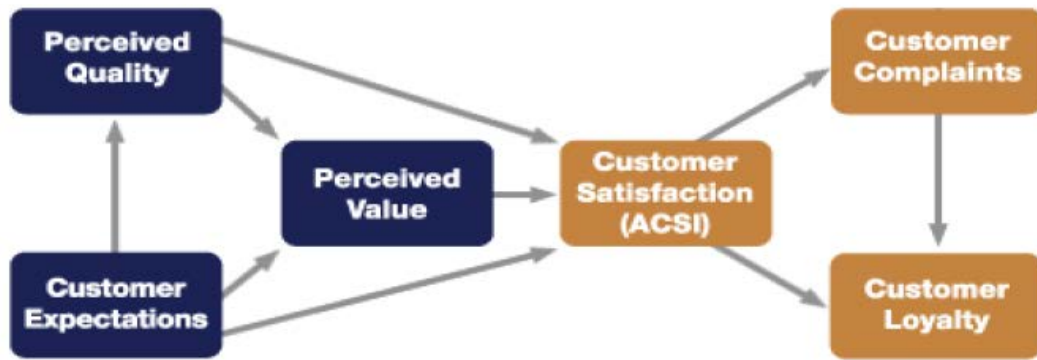 Perceived
Quality
Customer
Complaints
Perceived
Value
Customer
Satisfaction
(ACSI)
Customer
Expectations
Customer
Loyalty